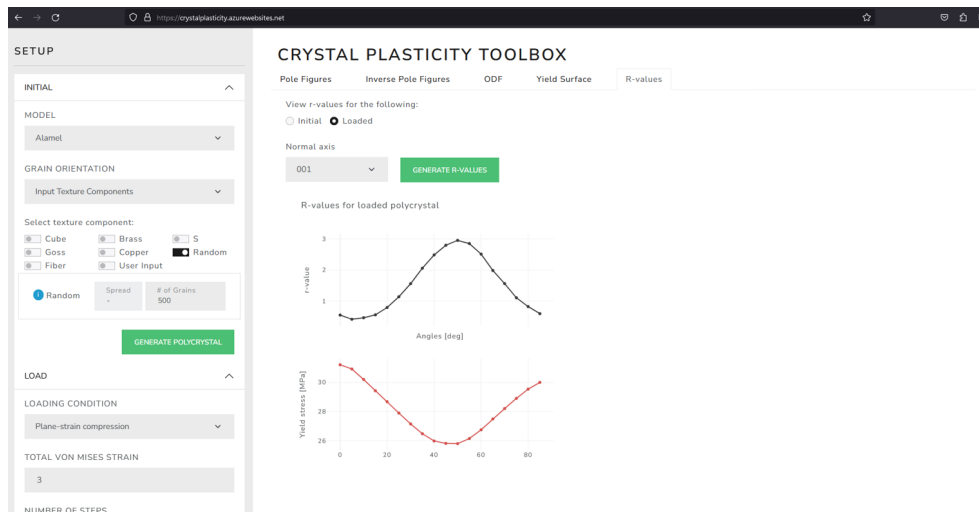 https://crystalplasticity.azurewebsites.net
SETUP
INITIAL
MODEL
Alamel
GRAIN ORIENTATION
Input Texture Components
Select texture component:
Cube Brass S
Goss Copper Random
Fiber User Input
i Random Spread - # of Grains 500
GENERATE POLYCRYSTAL
LOAD
LOADING CONDITION
Plane-strain compression
TOTAL VON MISES STRAIN
3
NUMBER OF STEPS
CRYSTAL PLASTICITY TOOLBOX
Pole Figures Inverse Pole Figures ODF Yield Surface R-values
View r-values for the following:
Initial Loaded
Normal axis
001 GENERATE R-VALUES
R-values for loaded polycrystal
3
2
1
r-value
Angles [deg]
30
28
26
Yield stress [MPa]
0 20 40 60 80